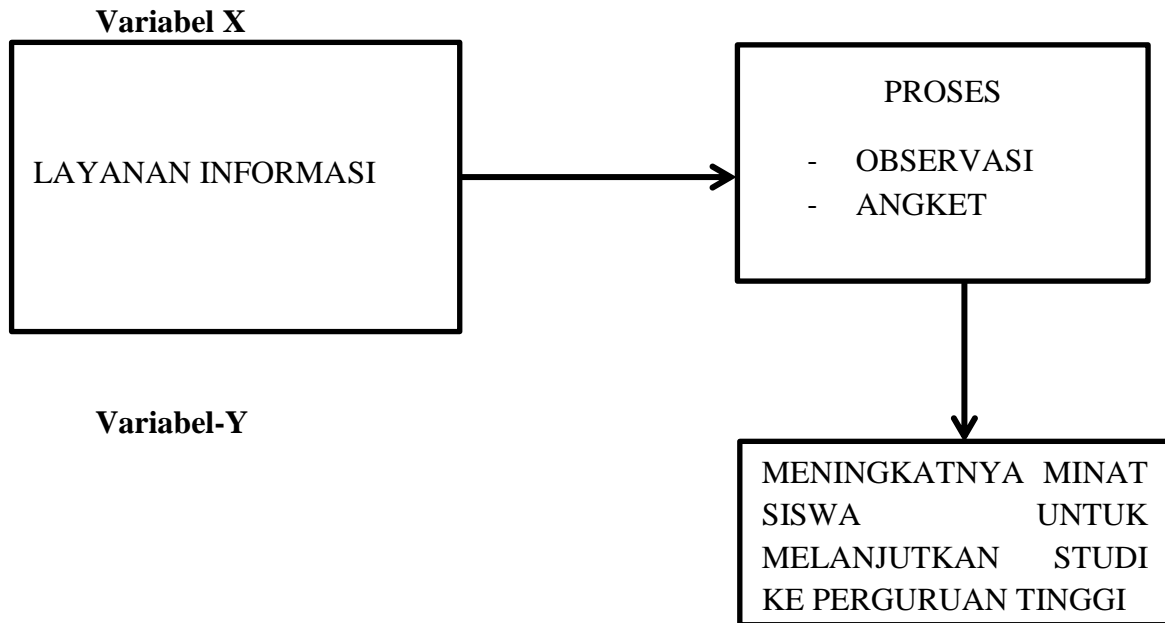 Variabel X
LAYANAN INFORMASI
PROSES
- OBSERVASI
- ANGKET
Variabel-Y
MENINGKATNYA MINAT
SISWA UNTUK
MELANJUTKAN STUDI
KE PERGURUAN TINGGI